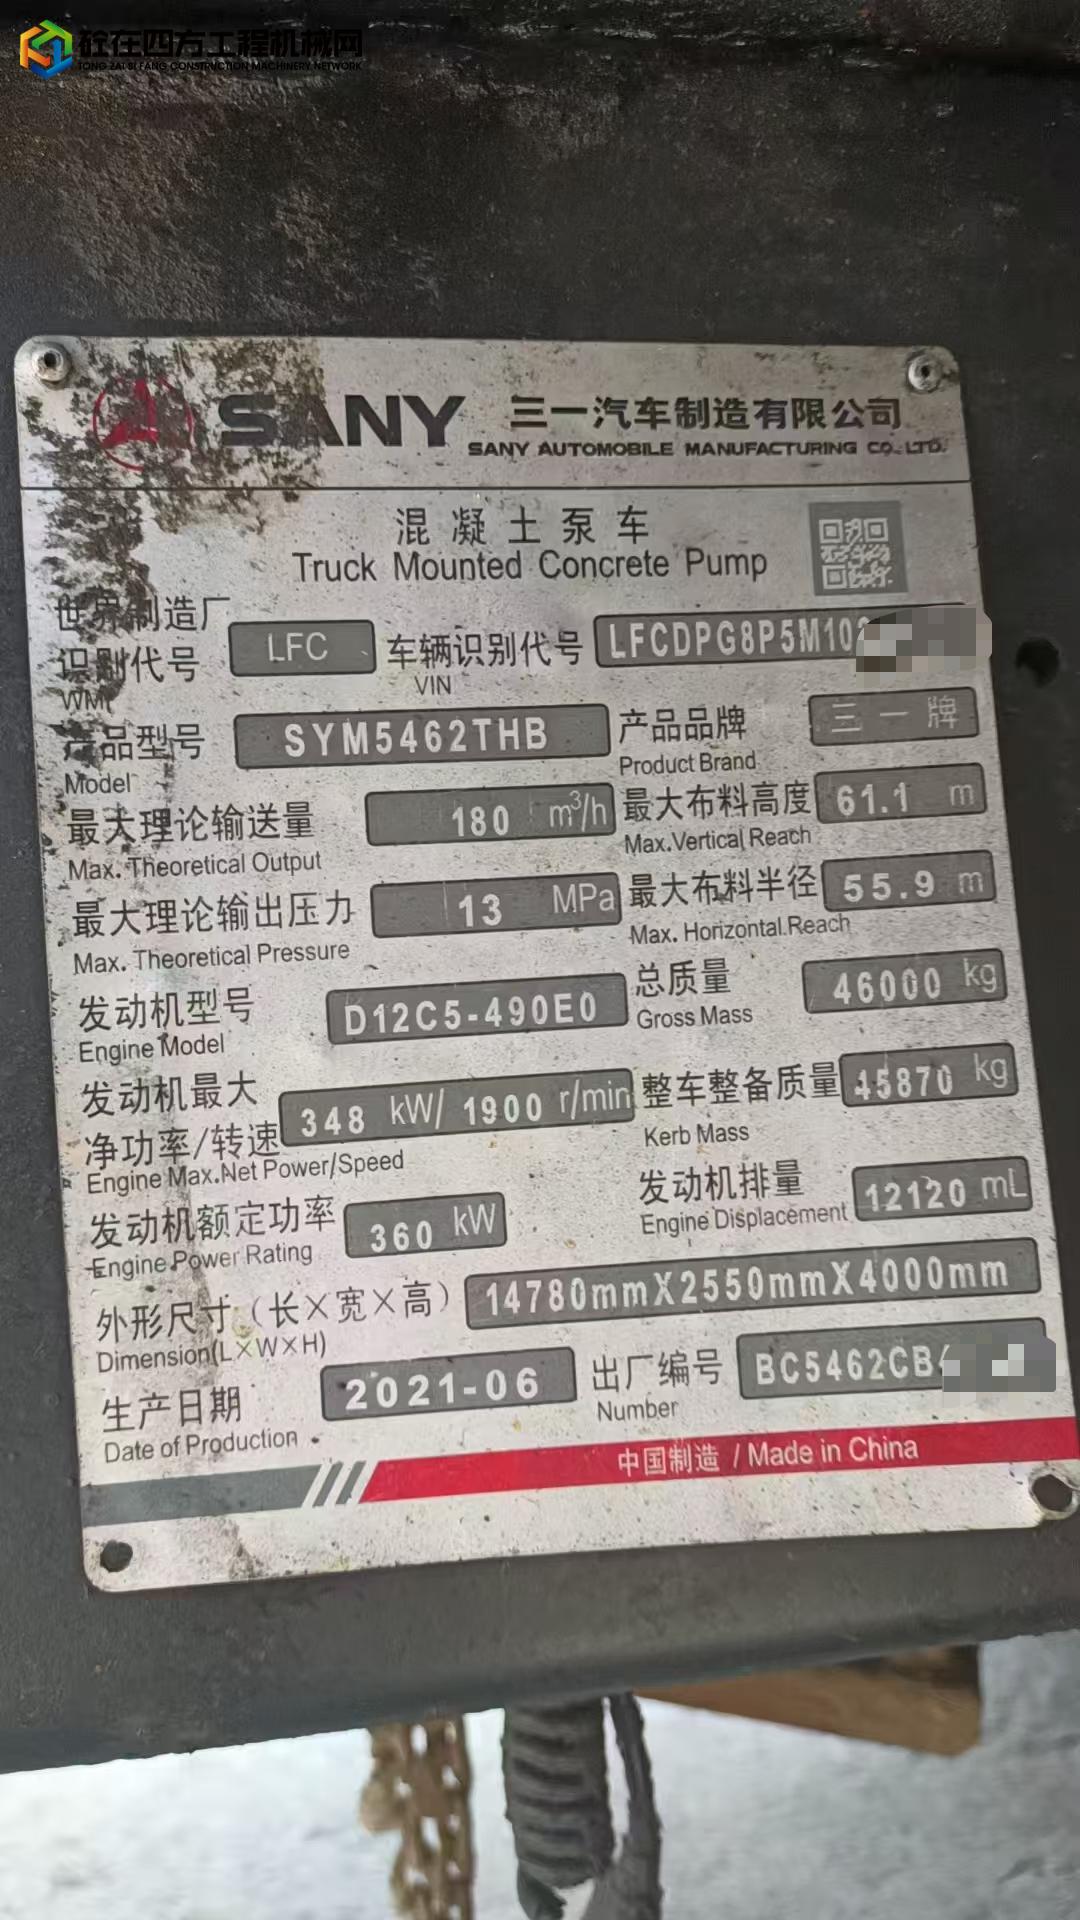 砼在四方工程机械网
TONG ZAI SI FANG CONSTRUCTION MACHINERY NETWORK
SANY 三一汽车制造有限公司
SANY AUTOMOBILE MANUFACTURING CO., LTD.
混凝土泵车
Truck Mounted Concrete Pump
世界制造厂
识别代号 LFC 车辆识别代号 LFCDPG8P5M10
WMI VIN
产品型号 SYM5462THB 产品品牌 三一牌
Model Product Brand
最大理论输送量 180 m³/h 最大布料高度 61.1 m
Max. Theoretical Output Max.Vertical Reach
最大理论输出压力 13 MPa 最大布料半径 55.9 m
Max. Theoretical Pressure Max. Horizontal Reach
发动机型号 D12C5-490E0 总质量 46000 kg
Engine Model Gross Mass
发动机最大
净功率/转速 348 kW/ 1900 r/min 整车整备质量 45870 kg
Engine Max.Net Power/Speed Kerb Mass
发动机额定功率 360 kW 发动机排量 12120 mL
Engine Power Rating Engine Displacement
外形尺寸（长×宽×高） 14780mmX2550mmX4000mm
Dimension(L×W×H)
生产日期 2021-06 出厂编号 BC5462CB
Date of Production Number
中国制造 / Made in China